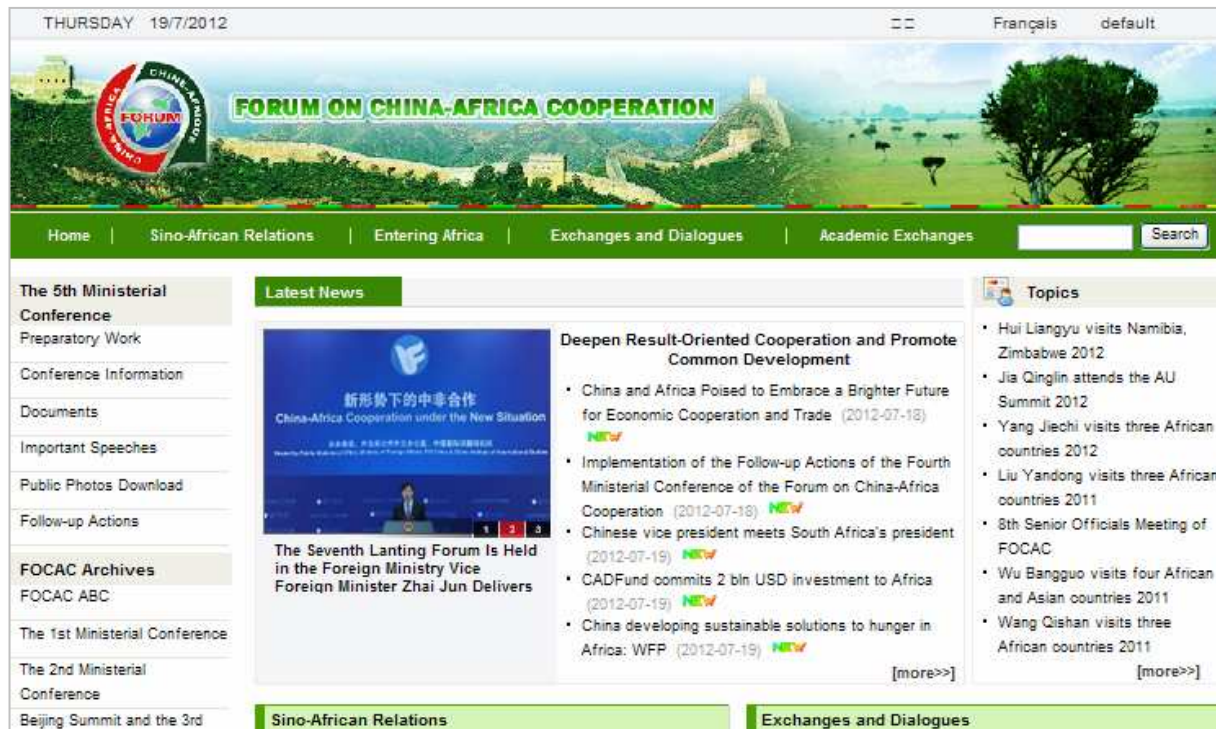 THURSDAY 19/7/2012
Français default
CHINA-AFRICA CHINE-AFRIQUE
FORUM
FORUM ON CHINA-AFRICA COOPERATION
Home | Sino-African Relations | Entering Africa | Exchanges and Dialogues | Academic Exchanges Search
The 5th Ministerial
Conference
Preparatory Work
Conference Information
Documents
Important Speeches
Public Photos Download
Follow-up Actions
FOCAC Archives
FOCAC ABC
The 1st Ministerial Conference
The 2nd Ministerial
Conference
Beijing Summit and the 3rd
Latest News
新形势下的中非合作
China-Africa Cooperation under the New Situation
1 2 3
The Seventh Lanting Forum Is Held
in the Foreign Ministry Vice
Foreign Minister Zhai Jun Delivers
Deepen Result-Oriented Cooperation and Promote
Common Development
• China and Africa Poised to Embrace a Brighter Future
for Economic Cooperation and Trade (2012-07-18)
NEW
• Implementation of the Follow-up Actions of the Fourth
Ministerial Conference of the Forum on China-Africa
Cooperation (2012-07-18) NEW
• Chinese vice president meets South Africa's president
(2012-07-19) NEW
• CADFund commits 2 bln USD investment to Africa
(2012-07-19) NEW
• China developing sustainable solutions to hunger in
Africa: WFP (2012-07-19) NEW
[more>>]
Topics
• Hui Liangyu visits Namibia,
Zimbabwe 2012
• Jia Qinglin attends the AU
Summit 2012
• Yang Jiechi visits three African
countries 2012
• Liu Yandong visits three African
countries 2011
• 8th Senior Officials Meeting of
FOCAC
• Wu Bangguo visits four African
and Asian countries 2011
• Wang Qishan visits three
African countries 2011
[more>>]
Sino-African Relations
Exchanges and Dialogues